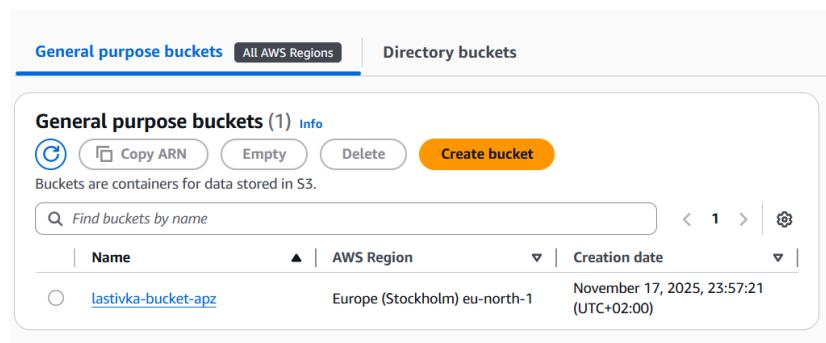 General purpose buckets All AWS Regions Directory buckets
General purpose buckets (1) Info
Copy ARN Empty Delete Create bucket
Buckets are containers for data stored in S3.
Find buckets by name 1
Name AWS Region Creation date
lastivka-bucket-apz Europe (Stockholm) eu-north-1 November 17, 2025, 23:57:21
(UTC+02:00)